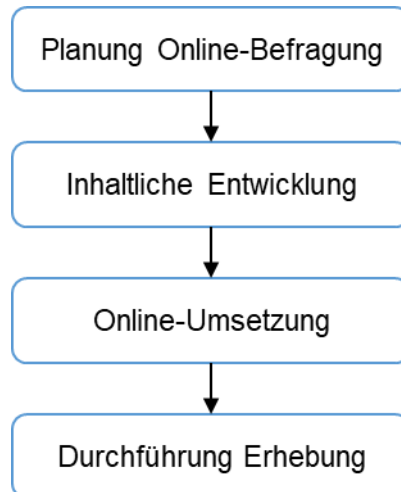 Planung Online-Befragung
Inhaltliche Entwicklung
Online-Umsetzung
Durchführung Erhebung